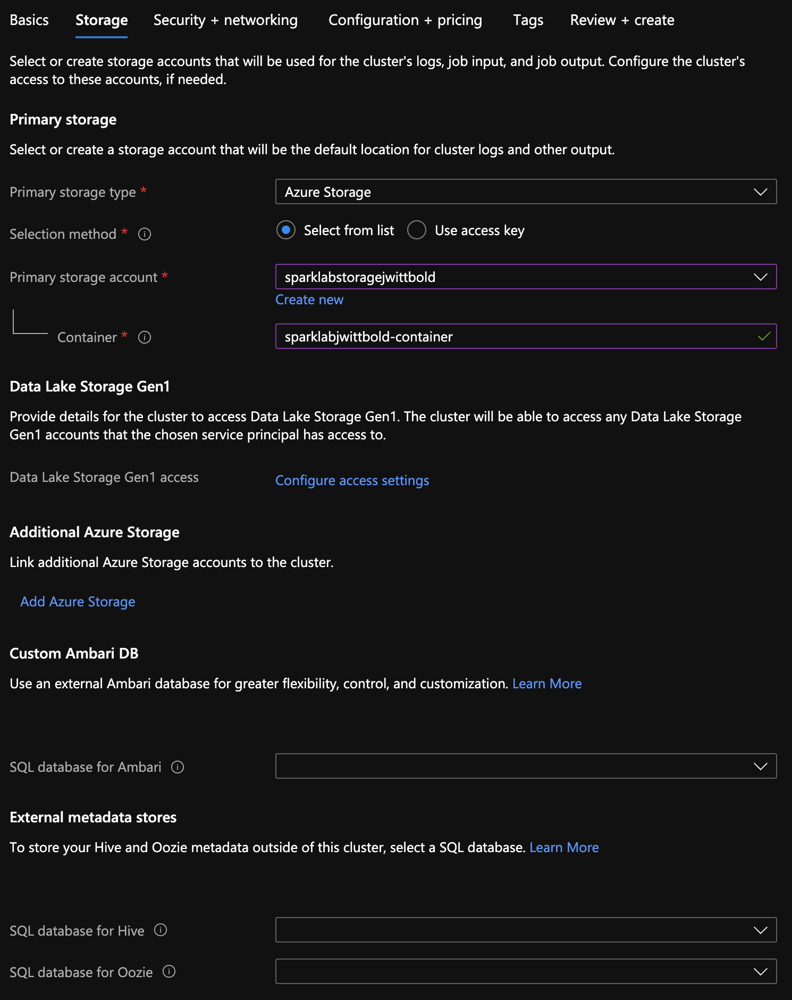 Basics Storage Security + networking Configuration + pricing Tags Review + create
Select or create storage accounts that will be used for the cluster's logs, job input, and job output. Configure the cluster's
access to these accounts, if needed.
Primary storage
Select or create a storage account that will be the default location for cluster logs and other output.
Primary storage type * Azure Storage
Selection method * Select from list Use access key
Primary storage account * sparklabstoragejwittbold
Create new
Container * sparklabjwittbold-container
Data Lake Storage Gen1
Provide details for the cluster to access Data Lake Storage Gen1. The cluster will be able to access any Data Lake Storage
Gen1 accounts that the chosen service principal has access to.
Data Lake Storage Gen1 access Configure access settings
Additional Azure Storage
Link additional Azure Storage accounts to the cluster.
Add Azure Storage
Custom Ambari DB
Use an external Ambari database for greater flexibility, control, and customization. Learn More
SQL database for Ambari
External metadata stores
To store your Hive and Oozie metadata outside of this cluster, select a SQL database. Learn More
SQL database for Hive
SQL database for Oozie